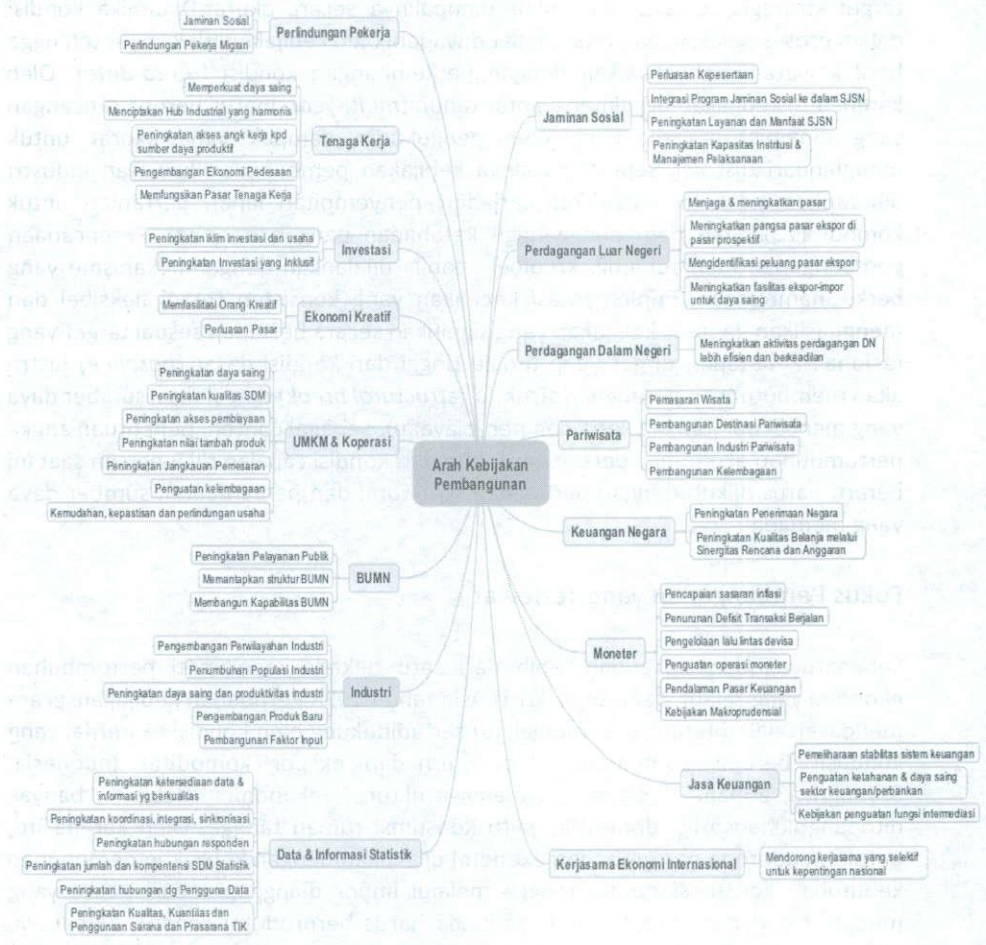 Jaminan Sosial
Perlindungan Pekerja Migian
Perlindungan Pekerja
Memperkuat daya saing
Menciptakan Hub Industrial yang harmonis
Peningkatan akses angk kerja kpd
sumber daya produktif
Pengembangan Ekonomi Pedesaan
Memfungsikan Pasar Tenaga Kerja
Tenaga Kerja
Peningkatan iklim investasi dan usaha
Peningkatan Investasi yang Inklusif
Investasi
Memfasilitasi Orang Kreatif
Perluasan Pasar
Ekonomi Kreatif
Peningkatan daya saing
Peningkatan kualitas SDM
Peningkatan akses pembiayaan
Peningkatan nilai tambah produk
Peningkatan Jangkauan Pemesaran
Penguatan kelembagaan
Kemudahan, kepastisan dan perlindungan usaha
UMKM & Koperasi
Peningkatan Pelayanan Publik
Memantapkan struktur BUMN
Membangun Kapabilitas BUMN
BUMN
Pengembangan Perwilayahan Industri
Penumbuhan Populasi Industri
Peningkatan daya saing dan produktivitas industri
Pengembangan Produk Baru
Pembangunan Faktor Input
Industri
Peningkatan ketersediaan data &
informasi yg berkualitas
Peningkatan koordinasi, integrasi, sinkronisasi
Peningkatan hubungan responden
Peningkatan jumlah dan kompentensi SDM Statistik
Peningkatan hubungan dg Pengguna Data
Peningkatan Kualitas, Kuantitas dan
Penggunaan Sarana dan Prasarana TIK
Data & Informasi Statistik
Arah Kebijakan
Pembangunan
Jaminan Sosial
Perluasan Kepesertaan
Integrasi Program Jaminan Sosial ke dalam SJSN
Peningkatan Layanan dan Manfaat SJSN
Peningkatan Kapasitas Institusi &
Manajemen Pelaksanaan
Perdagangan Luar Negeri
Menjaga & meningkatkan pasar
Meningkatkan pangsa pasar ekspor di
pasar prospektif
Mengidentifikasi peluang pasar ekspor
Meningkatkan fasilitas ekspor-impor
untuk daya saing
Perdagangan Dalam Negeri
Meningkatkan aktivitas perdagangan DN
lebih efisien dan berkeadilan
Pariwisata
Pemasaran Wisata
Pembangunan Destinasi Pariwisata
Pembangunan Industri Pariwisata
Pembangunan Kelembagaan
Keuangan Negara
Peningkatan Penerimaan Negara
Peningkatan Kualitas Belanja melalui
Sinergitas Rencana dan Anggaran
Moneter
Pencapaian sasaran inflasi
Penurunan Defisit Transaksi Berjalan
Pengelolaan lalu lintas devisa
Penguatan operasi moneter
Pendalaman Pasar Keuangan
Kebijakan Makroprudensial
Jasa Keuangan
Pemeliharaan stabilitas sistem keuangan
Penguatan ketahanan & daya saing
sektor keuangan/perbankan
Kebijakan penguatan fungsi intermediasi
Kerjasama Ekonomi Internasional
Mendorong kerjasama yang selektif
untuk kepentingan nasional